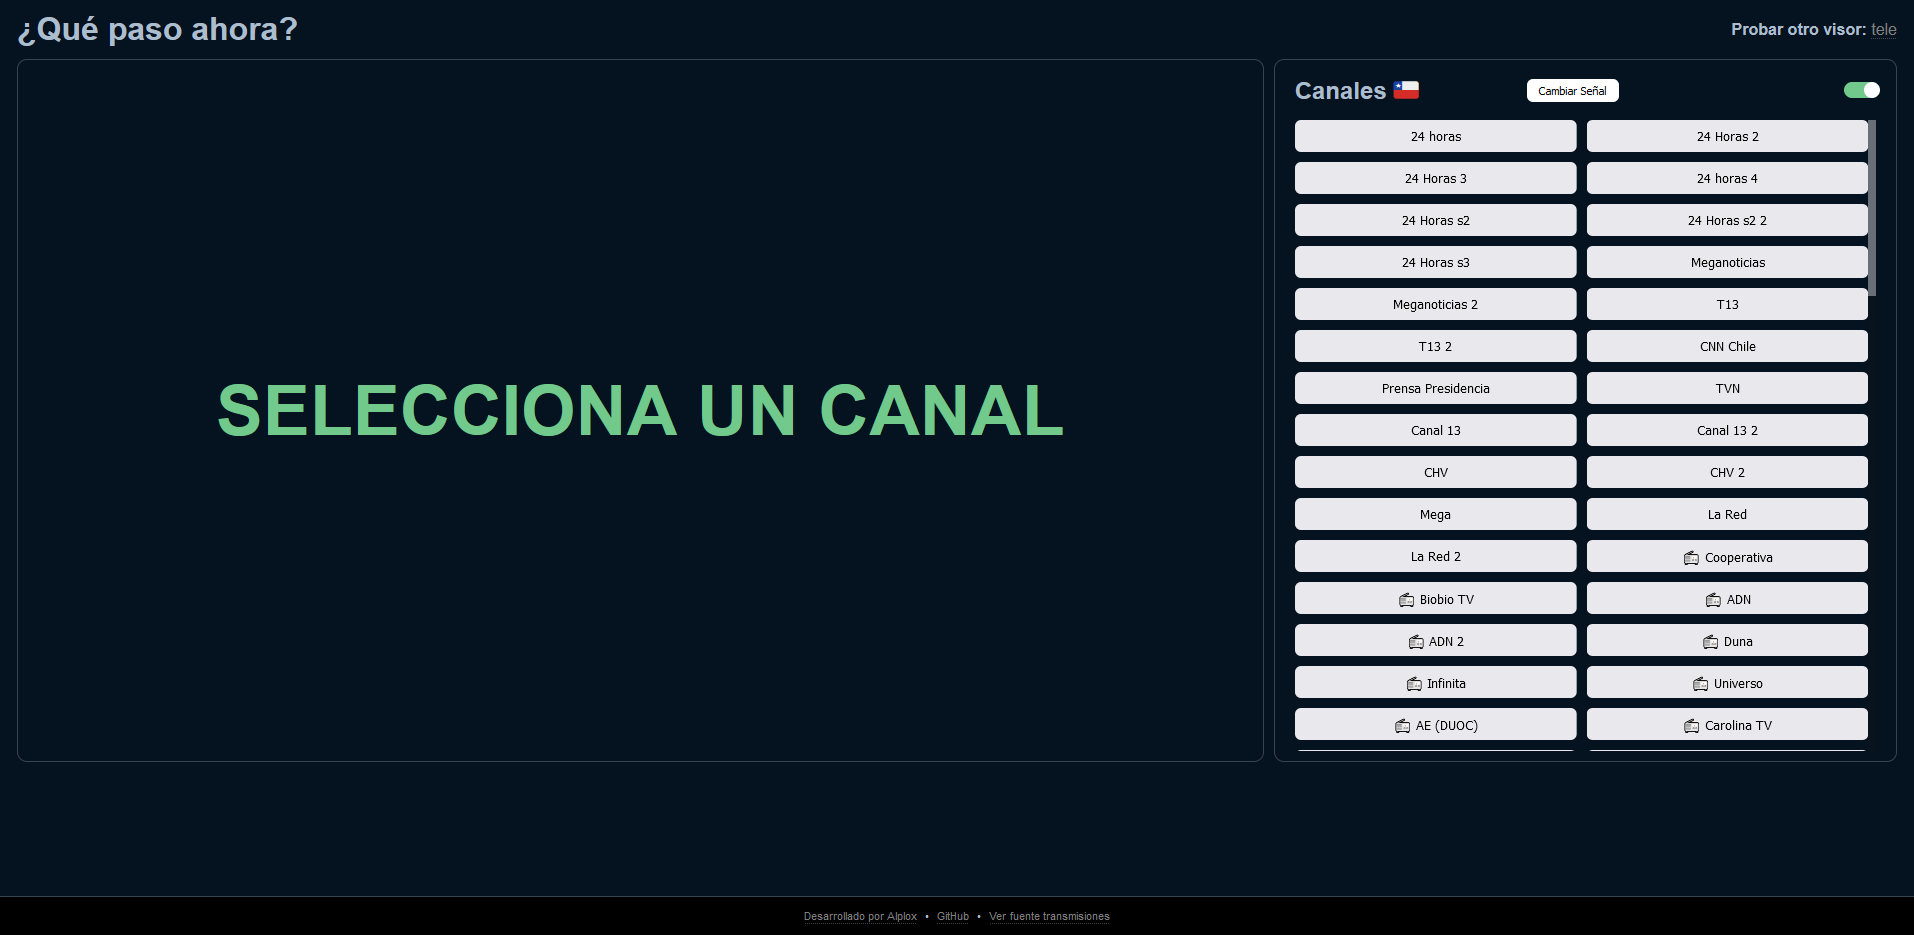 ¿Qué paso ahora?
Probar otro visor: tele
SELECCIONA UN CANAL
Canales
Cambiar Señal
24 horas
24 Horas 2
24 Horas 3
24 horas 4
24 Horas s2
24 Horas s2 2
24 Horas s3
Meganoticias
Meganoticias 2
T13
T13 2
CNN Chile
Prensa Presidencia
TVN
Canal 13
Canal 13 2
CHV
CHV 2
Mega
La Red
La Red 2
Cooperativa
Biobio TV
ADN
ADN 2
Duna
Infinita
Universo
AE (DUOC)
Carolina TV
Desarrollado por Alplox • GitHub • Ver fuente transmisiones